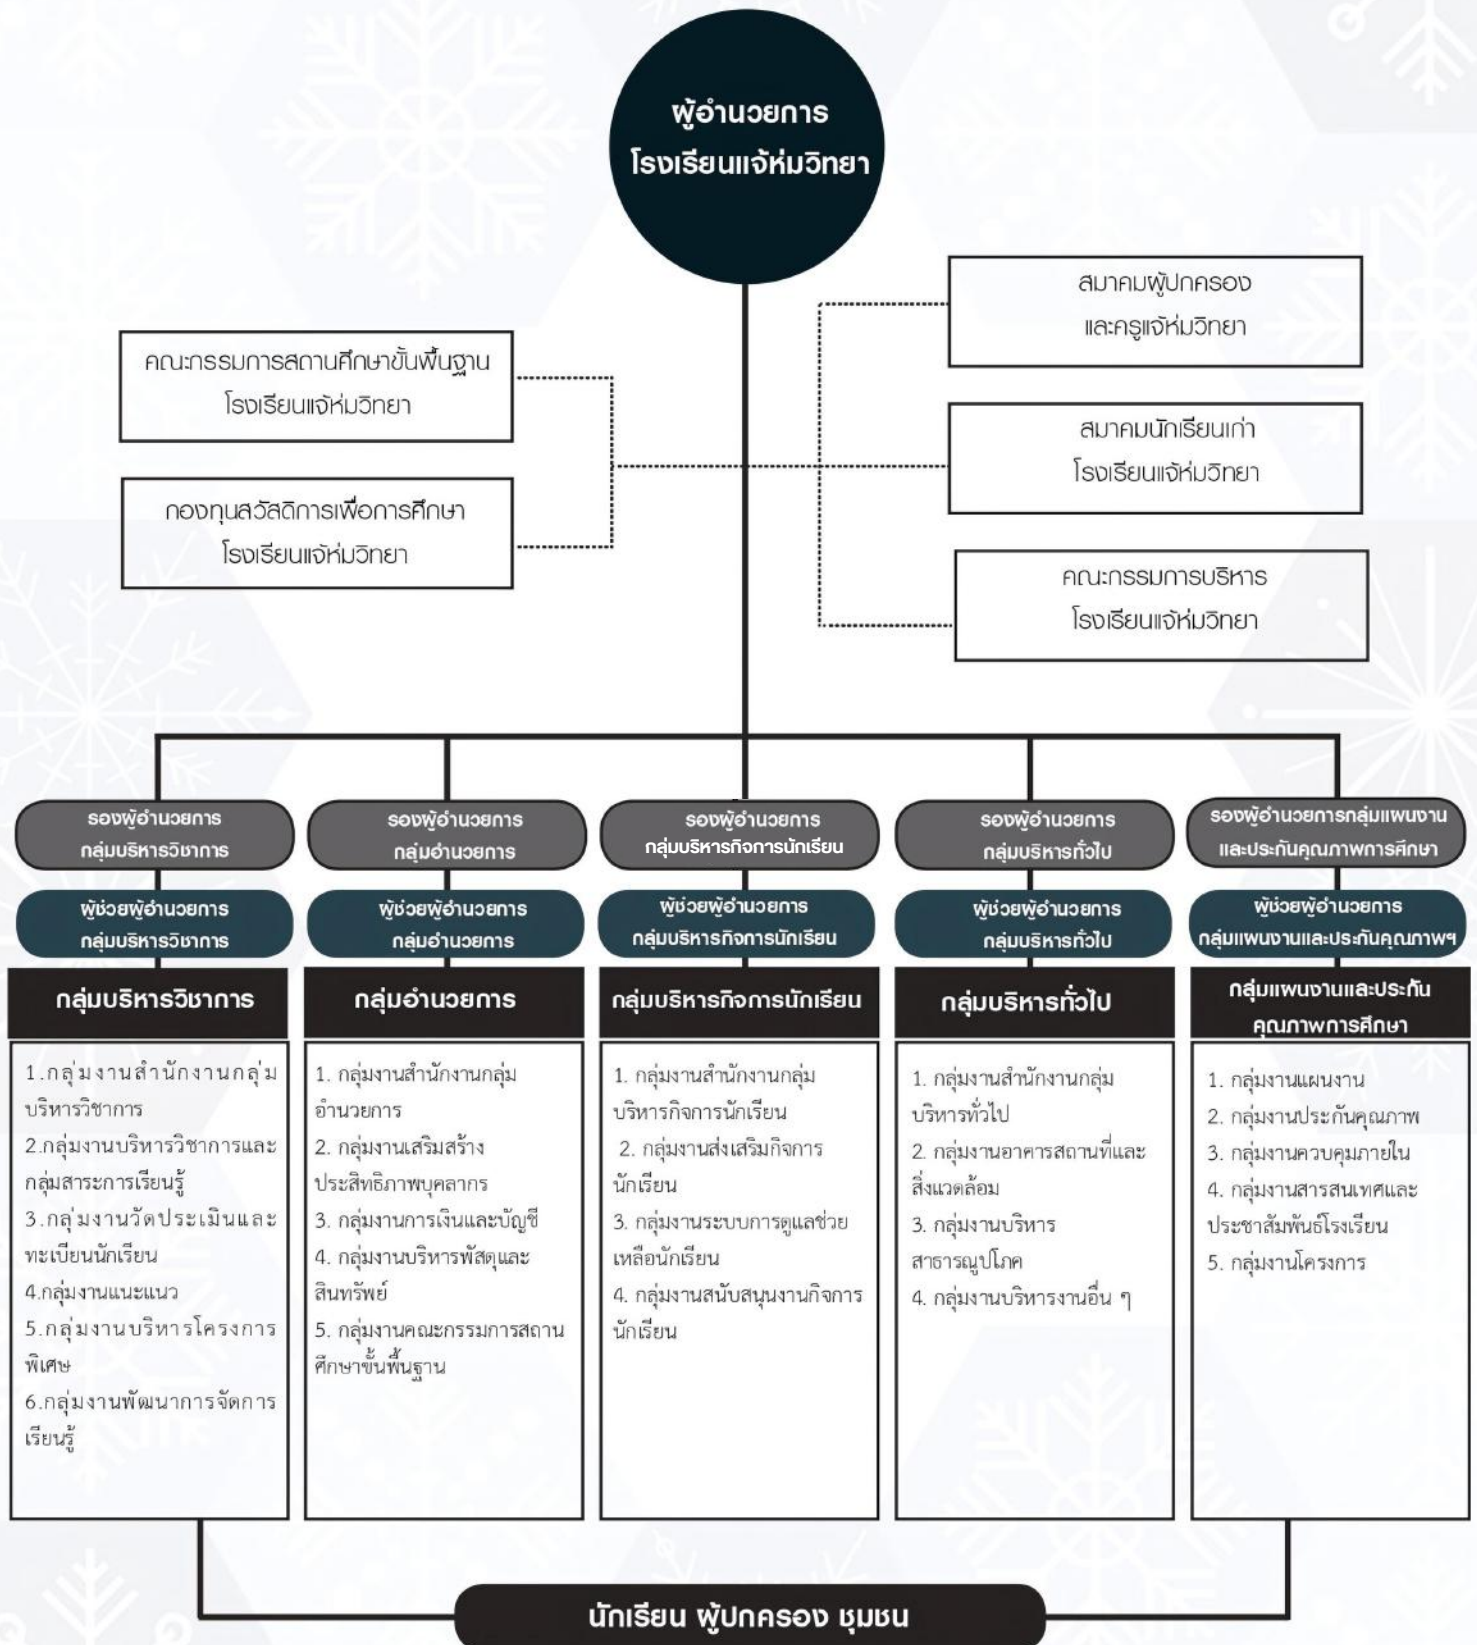 ผู้อำนวยการ
โรงเรียนแจ้ห่มวิทยา
สมาคมผู้ปกครอง
และครูแจ้ห่มวิทยา
คณะกรรมการสถานศึกษาขั้นพื้นฐาน
โรงเรียนแจ้ห่มวิทยา
สมาคมนักเรียนเก่า
โรงเรียนแจ้ห่มวิทยา
กองทุนสวัสดิการเพื่อการศึกษา
โรงเรียนแจ้ห่มวิทยา
คณะกรรมการบริหาร
โรงเรียนแจ้ห่มวิทยา
รองผู้อำนวยการ
กลุ่มบริหารวิชาการ
รองผู้อำนวยการ
กลุ่มอำนวยการ
รองผู้อำนวยการ
กลุ่มบริหารกิจการนักเรียน
รองผู้อำนวยการ
กลุ่มบริหารทั่วไป
รองผู้อำนวยการกลุ่มแผนงาน
และประกันคุณภาพการศึกษา
ผู้ช่วยผู้อำนวยการ
กลุ่มบริหารวิชาการ
ผู้ช่วยผู้อำนวยการ
กลุ่มอำนวยการ
ผู้ช่วยผู้อำนวยการ
กลุ่มบริหารกิจการนักเรียน
ผู้ช่วยผู้อำนวยการ
กลุ่มบริหารทั่วไป
ผู้ช่วยผู้อำนวยการ
กลุ่มแผนงานและประกันคุณภาพฯ
กลุ่มบริหารวิชาการ
1.กลุ่มงานสำนักงานกลุ่ม
บริหารวิชาการ
2.กลุ่มงานบริหารวิชาการและ
กลุ่มสาระการเรียนรู้
3.กลุ่มงานวัดประเมินและ
ทะเบียนนักเรียน
4.กลุ่มงานแนะแนว
5.กลุ่มงานบริหารโครงการ
พิเศษ
6.กลุ่มงานพัฒนาการจัดการ
เรียนรู้
กลุ่มอำนวยการ
1. กลุ่มงานสำนักงานกลุ่ม
อำนวยการ
2. กลุ่มงานเสริมสร้าง
ประสิทธิภาพบุคลากร
3. กลุ่มงานการเงินและบัญชี
4. กลุ่มงานบริหารพัสดุและ
สินทรัพย์
5. กลุ่มงานคณะกรรมการสถาน
ศึกษาขั้นพื้นฐาน
กลุ่มบริหารกิจการนักเรียน
1. กลุ่มงานสำนักงานกลุ่ม
บริหารกิจการนักเรียน
2. กลุ่มงานส่งเสริมกิจการ
นักเรียน
3. กลุ่มงานระบบการดูแลช่วย
เหลือนักเรียน
4. กลุ่มงานสนับสนุนงานกิจการ
นักเรียน
กลุ่มบริหารทั่วไป
1. กลุ่มงานสำนักงานกลุ่ม
บริหารทั่วไป
2. กลุ่มงานอาคารสถานที่และ
สิ่งแวดล้อม
3. กลุ่มงานบริหาร
สาธารณูปโภค
4. กลุ่มงานบริหารงานอื่น ๆ
กลุ่มแผนงานและประกัน
คุณภาพการศึกษา
1. กลุ่มงานแผนงาน
2. กลุ่มงานประกันคุณภาพ
3. กลุ่มงานควบคุมภายใน
4. กลุ่มงานสารสนเทศและ
ประชาสัมพันธ์โรงเรียน
5. กลุ่มงานโครงการ
นักเรียน ผู้ปกครอง ชุมชน